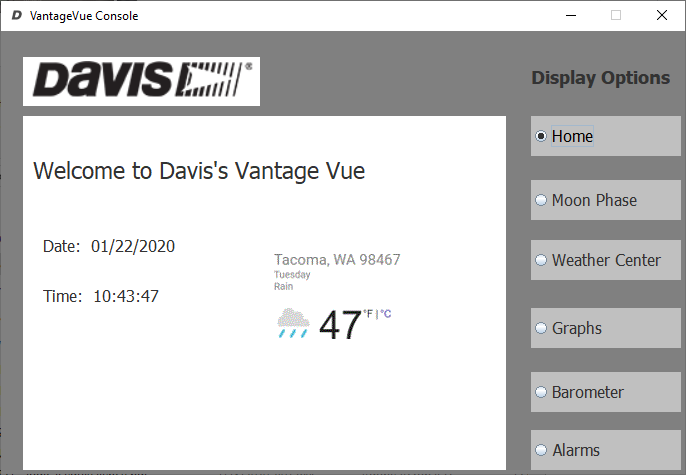 VantageVue Console
DAVIS
Display Options
Welcome to Davis's Vantage Vue
Date: 01/22/2020
Time: 10:43:47
Tacoma, WA 98467
Tuesday
Rain
47 °F | °C
Home
Moon Phase
Weather Center
Graphs
Barometer
Alarms